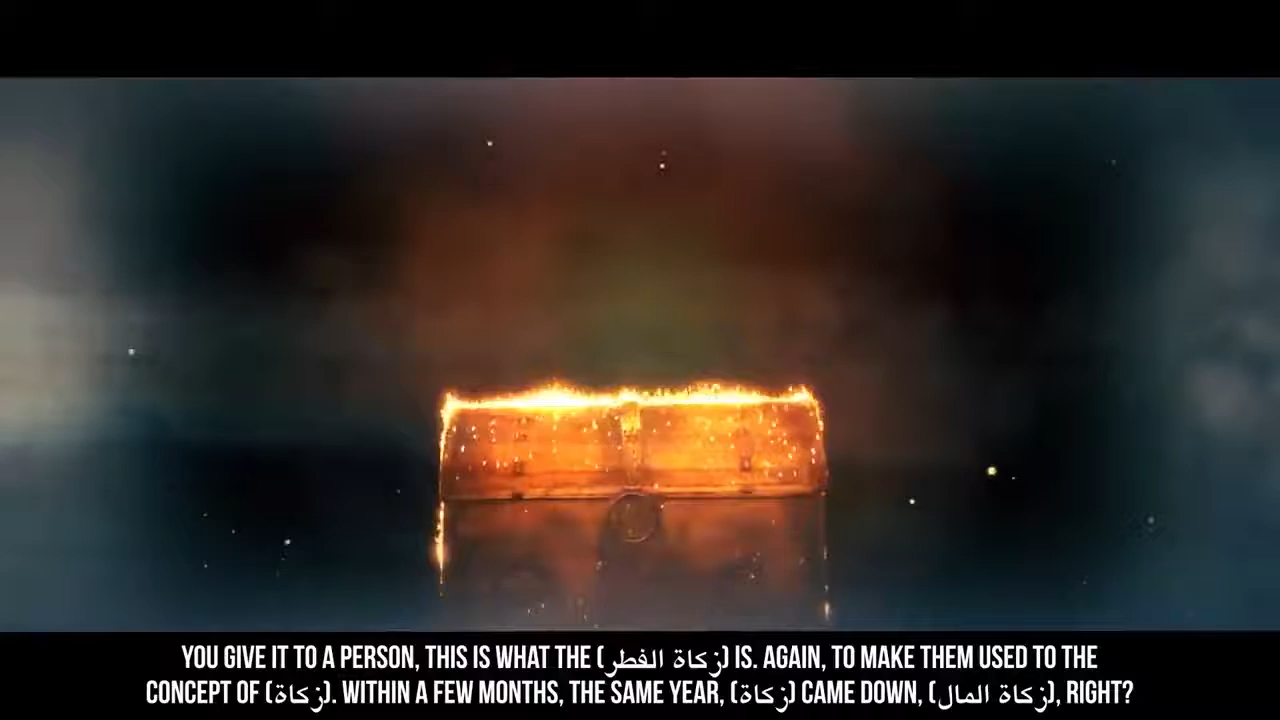 YOU GIVE IT TO A PERSON, THIS IS WHAT THE (زكاة الفطر) IS. AGAIN, TO MAKE THEM USED TO THE
CONCEPT OF (زكاة). WITHIN A FEW MONTHS, THE SAME YEAR, (زكاة) CAME DOWN, (زكاة المال), RIGHT?